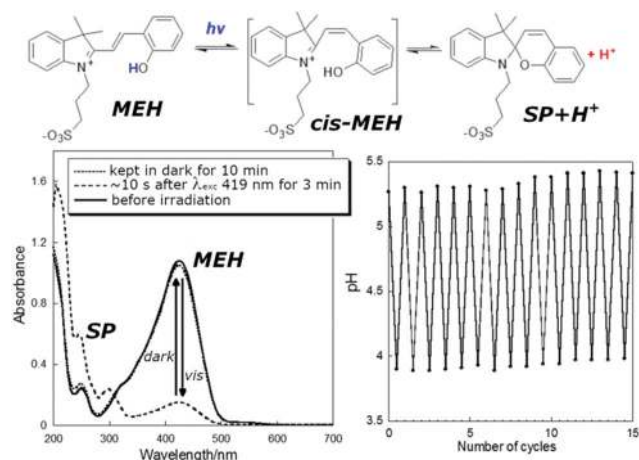 hν
HO
N
+
-O3S
MEH
HO
N
+
-O3S
cis-MEH
N
O
-O3S
+ H+
SP+H+
kept in dark for 10 min
~10 s after λexc 419 nm for 3 min
before irradiation
MEH
SP
dark
vis
1.6
1.2
0.8
0.4
0
Absorbance
200 300 400 500 600 700
Wavelength/nm
5.5
5
4.5
4
3.5
pH
0 5 10 15
Number of cycles